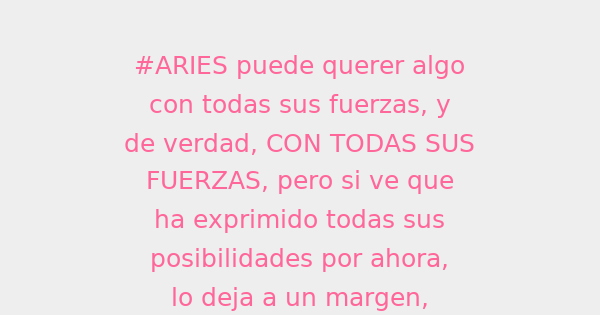 #ARIES puede querer algo
con todas sus fuerzas, y
de verdad, CON TODAS SUS
FUERZAS, pero si ve que
ha exprimido todas sus
posibilidades por ahora,
lo deja a un margen,